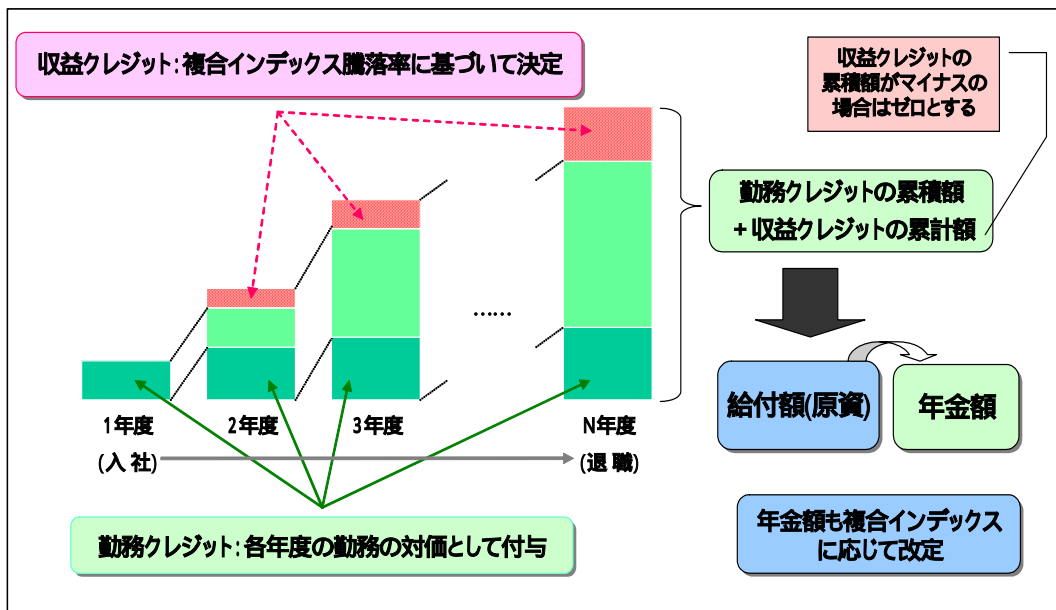 収益クレジット：複合インデックス騰落率に基づいて決定
収益クレジットの
累積額がマイナスの
場合はゼロとする
勤務クレジットの累積額
＋収益クレジットの累計額
……
給付額(原資)
年金額
1年度
2年度
3年度
N年度
(入 社)
(退 職)
勤務クレジット：各年度の勤務の対価として付与
年金額も複合インデックス
に応じて改定